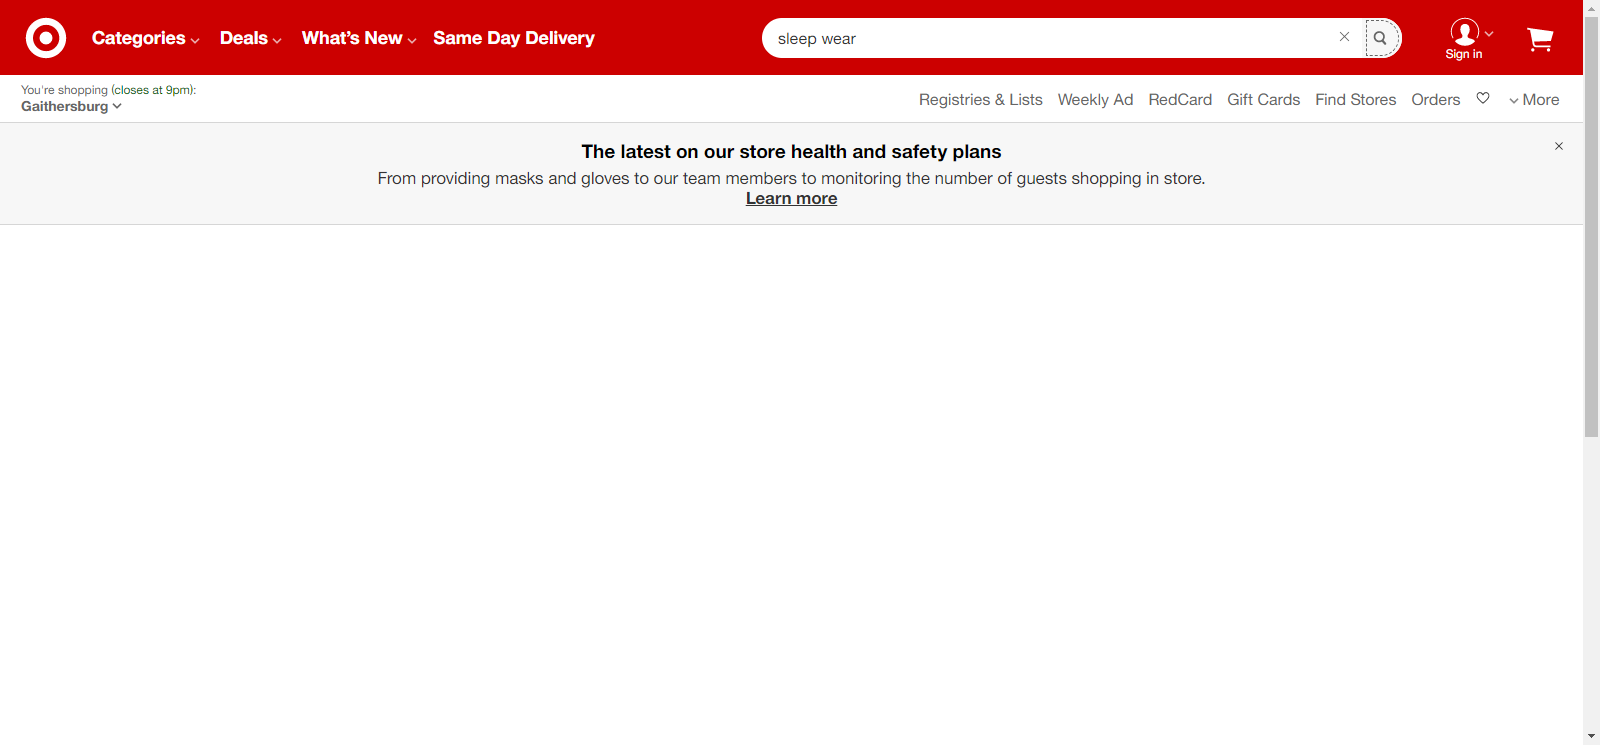 Categories
Deals
What's New
Same Day Delivery
sleep wear
Sign in
You're shopping (closes at 9pm):
Gaithersburg
Registries & Lists
Weekly Ad
RedCard
Gift Cards
Find Stores
Orders
More
The latest on our store health and safety plans
From providing masks and gloves to our team members to monitoring the number of guests shopping in store.
Learn more